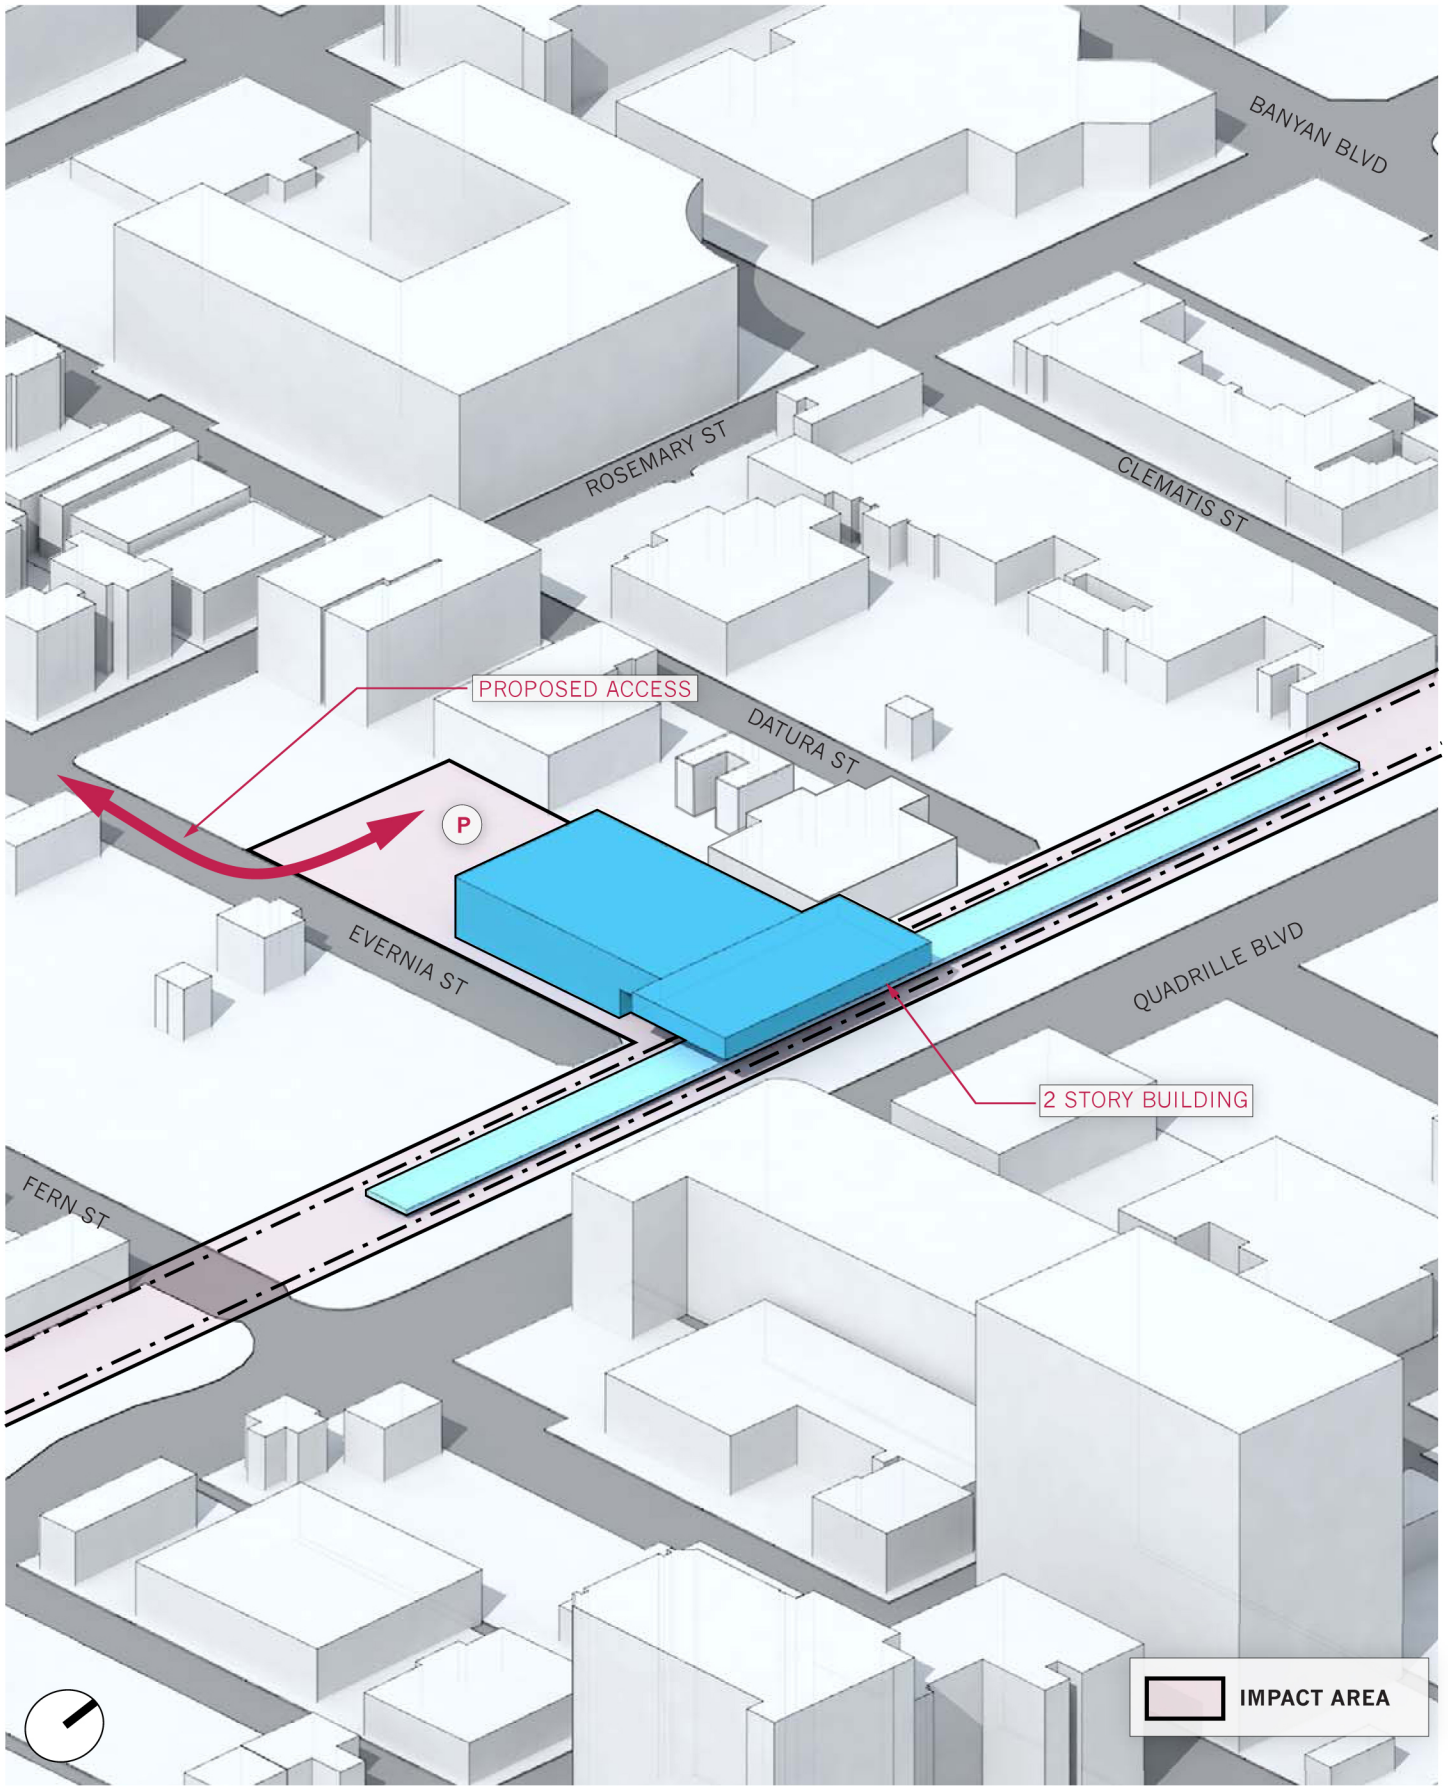 BANYAN BLVD
ROSEMARY ST
CLEMATIS ST
PROPOSED ACCESS
DATURA ST
P
EVERNIA ST
QUADRILLE BLVD
2 STORY BUILDING
FERN ST
IMPACT AREA